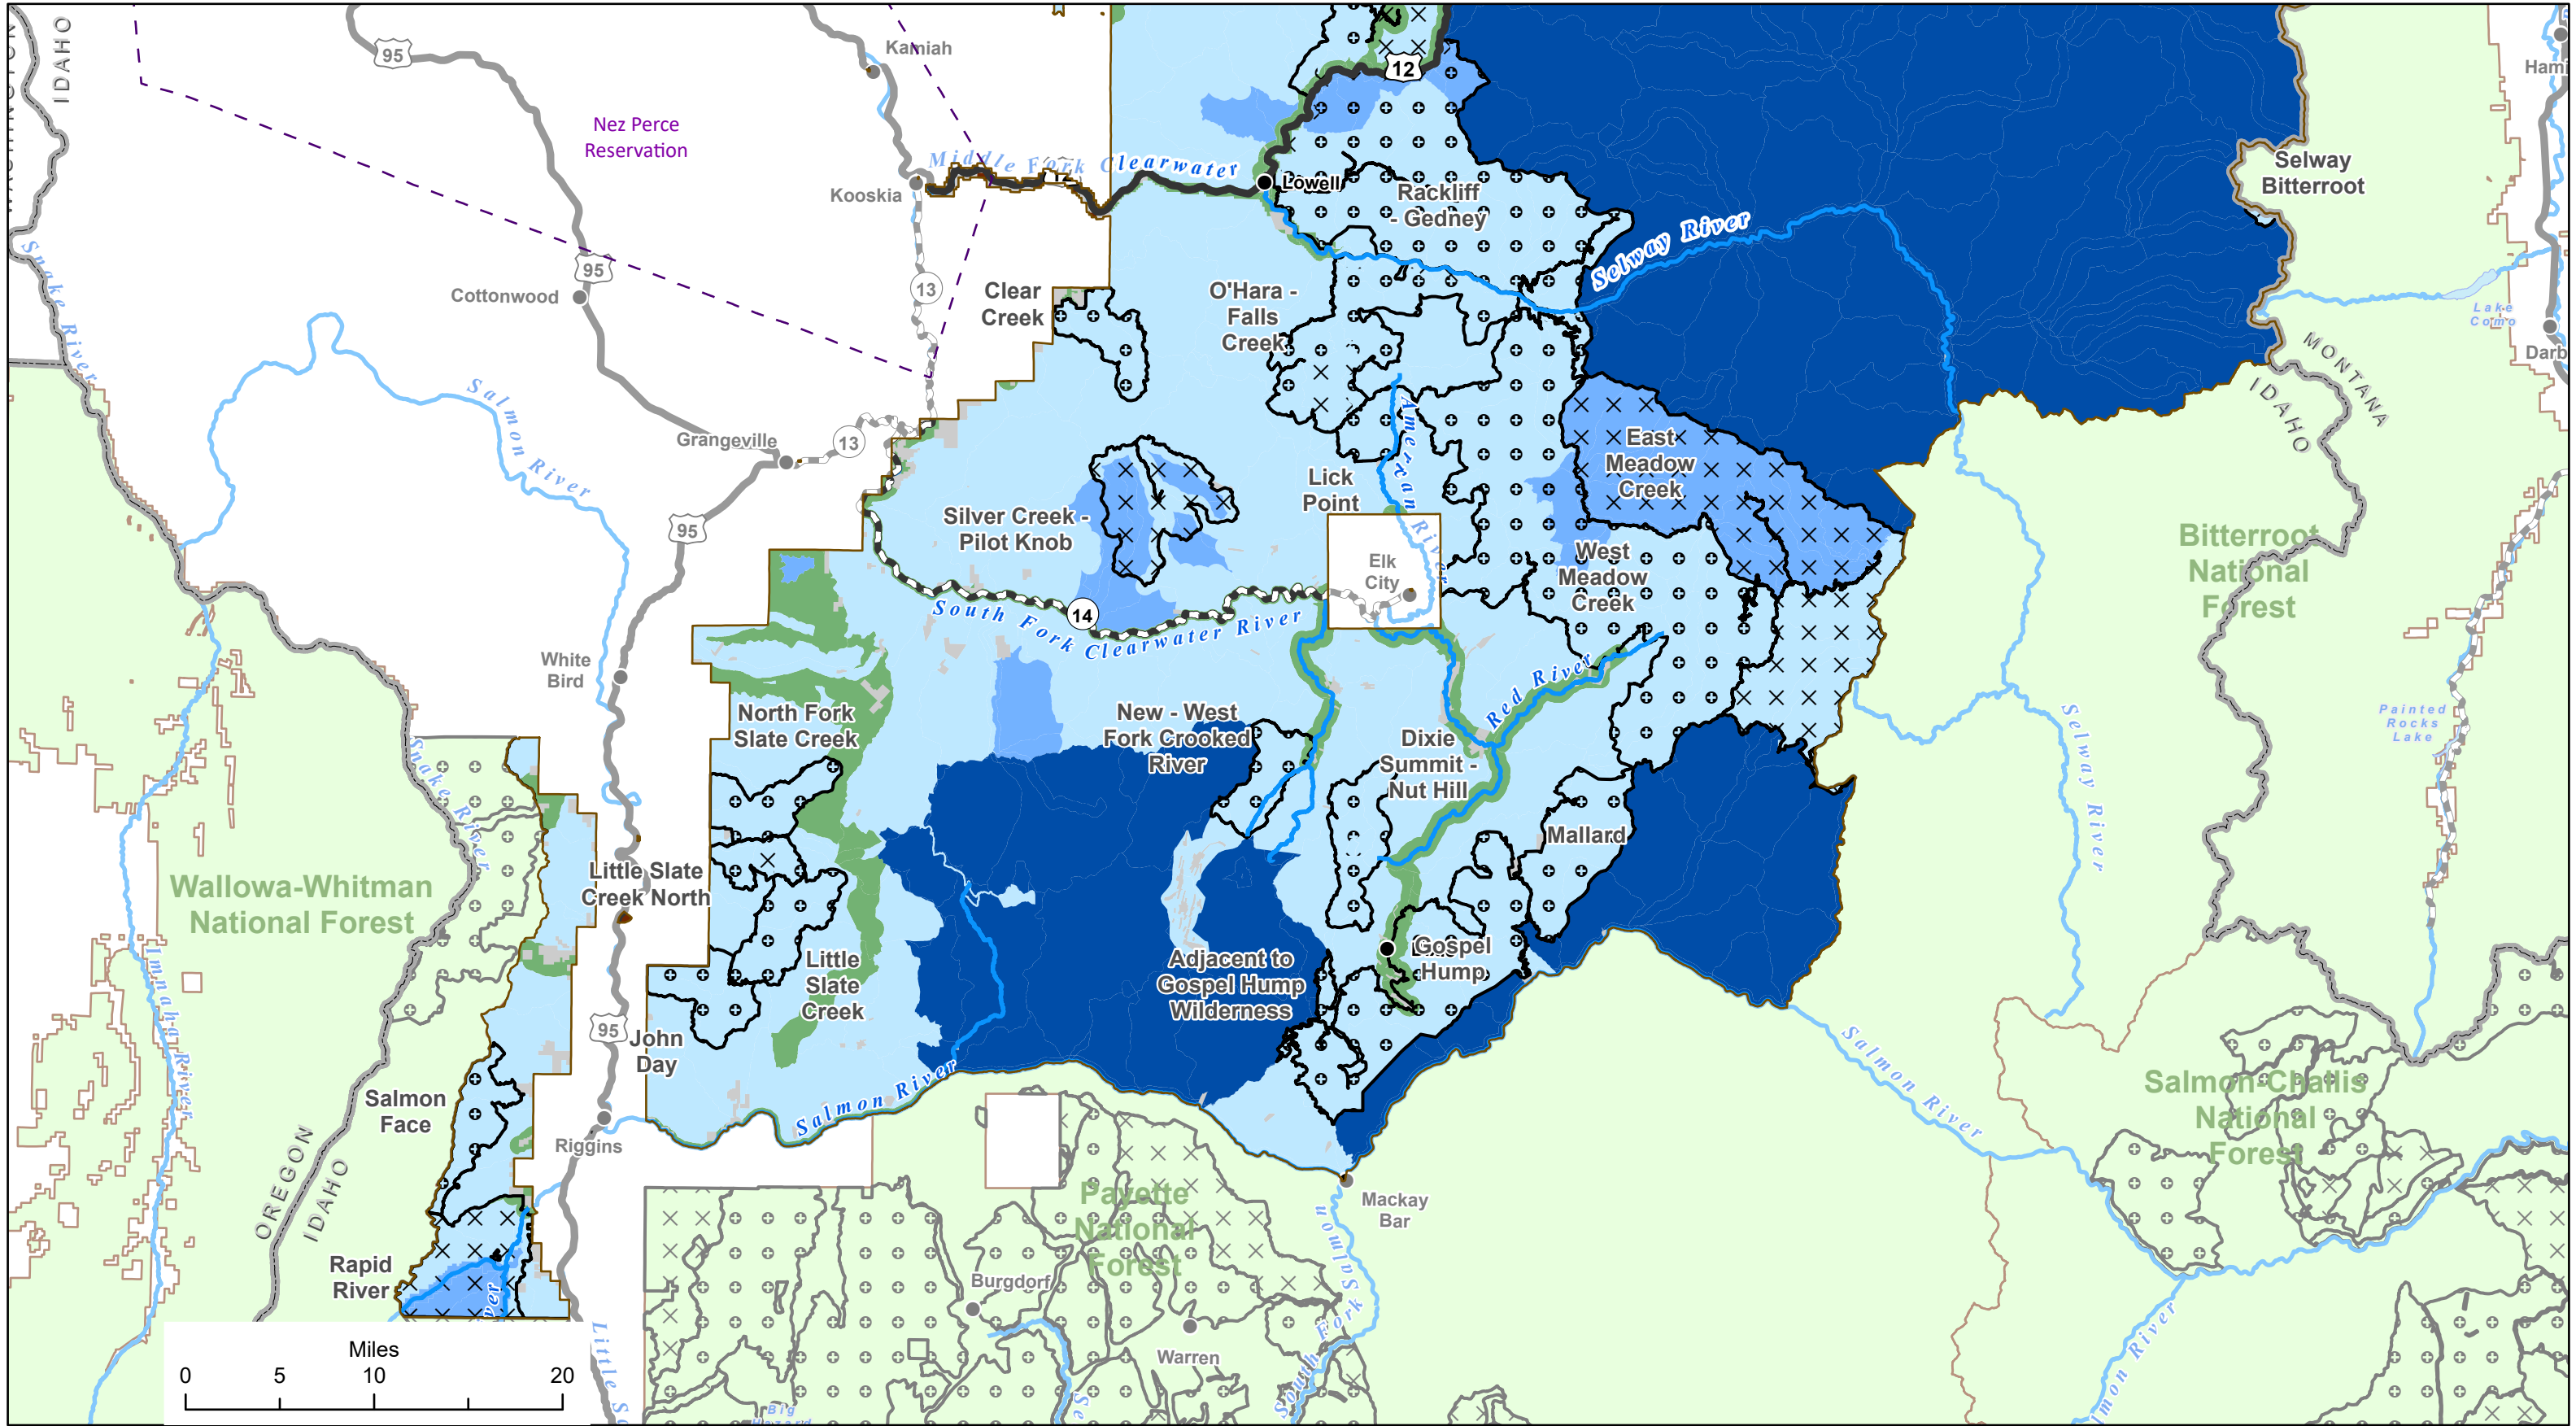 IDAHO
95
Kamiah
12
Hami
Nez Perce
Reservation
Middle Fork Clearwater
Kooskia
Lowell
Rackliff
- Gedney
Selway
Bitterroot
Snake River
95
Cottonwood
13
Clear
Creek
O'Hara -
Falls
Creek
Selway River
Lake
Como
Darb
MONTANA
IDAHO
Salmon River
Grangeville
13
American River
East
Meadow
Creek
Lick
Point
95
Silver Creek -
Pilot Knob
Elk
City
West
Meadow
Creek
Bitterroot
National
Forest
14
South Fork Clearwater River
White
Bird
Red River
Selway River
North Fork
Slate Creek
New - West
Fork Crooked
River
Dixie
Summit -
Nut Hill
Painted
Rocks
Lake
Snake River
Mallard
Wallowa-Whitman
National Forest
Little Slate
Creek North
Imnaha River
Little
Slate
Creek
Adjacent to
Gospel Hump
Wilderness
Gospel
Hump
95
John
Day
Salmon River
Salmon River
Salmon
Face
Salmon-Challis
National
Forest
OREGON
IDAHO
Riggins
Payette
National
Forest
Mackay
Bar
Rapid
River
ver
Burgdorf
South Fork Salmon
Warren
Little S
Se
Big
lmon River
Miles
0 5 10 20